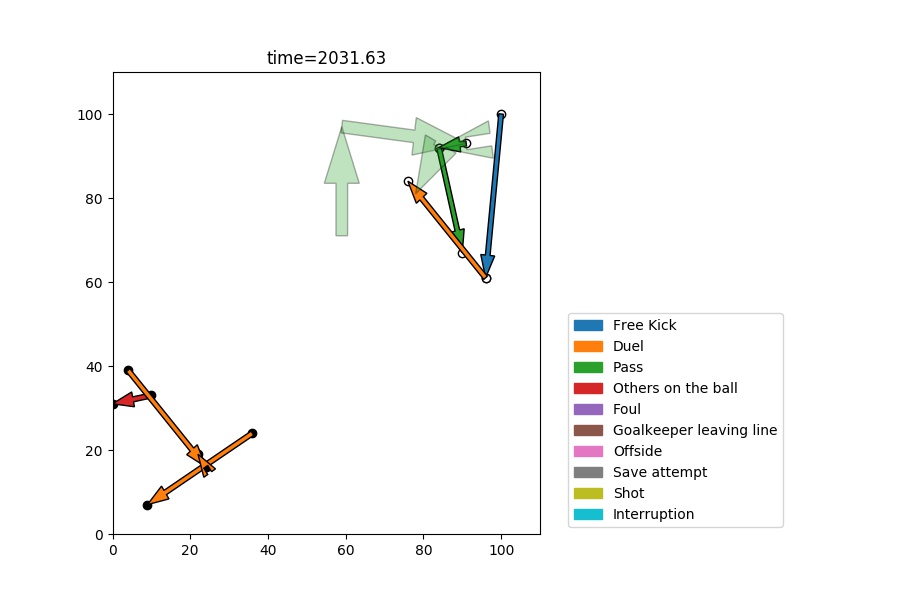 time=2031.63
100
80
60
40
20
0
0 20 40 60 80 100
Free Kick
Duel
Pass
Others on the ball
Foul
Goalkeeper leaving line
Offside
Save attempt
Shot
Interruption